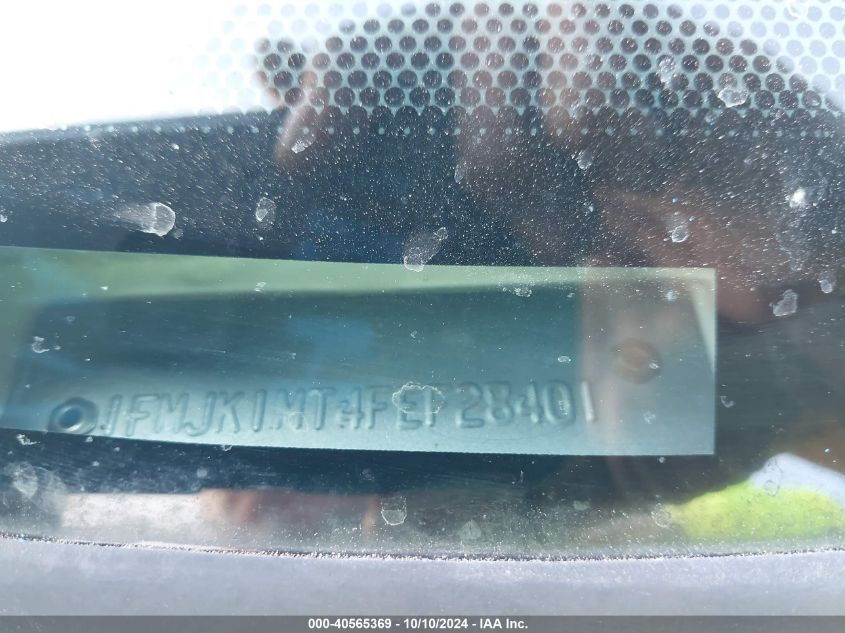 1FMJK1MT4FEF28401
000-40565369 - 10/10/2024 - IAA Inc.